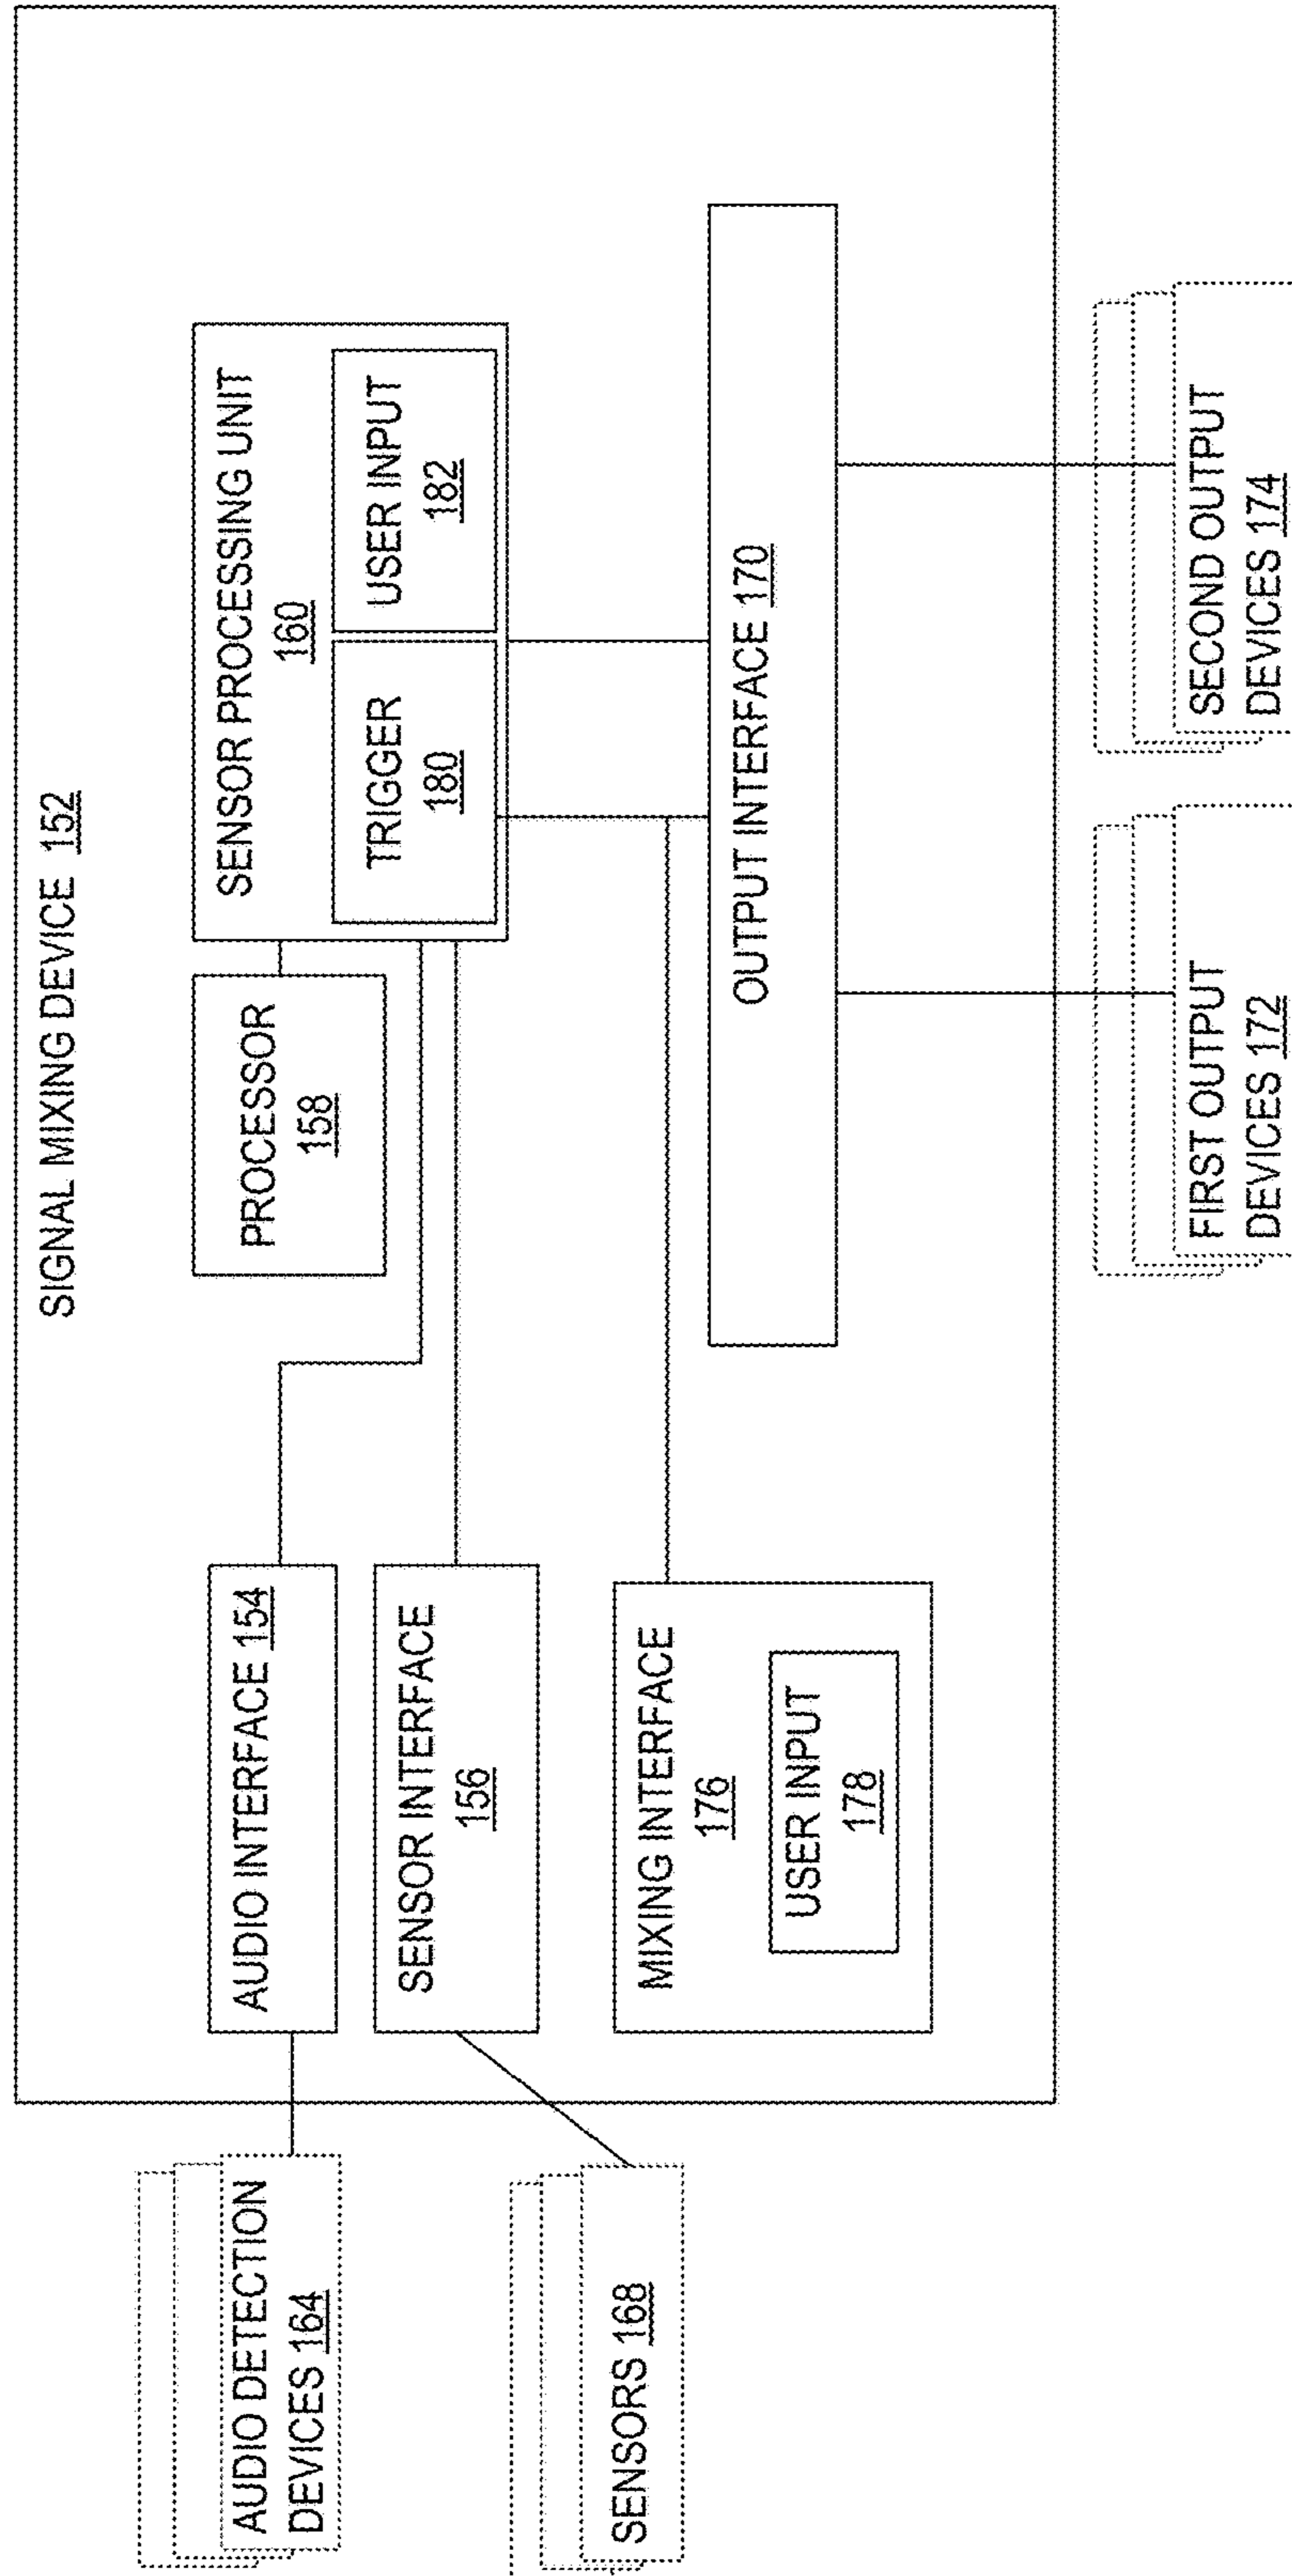 SIGNAL MIXING DEVICE 152
AUDIO DETECTION
DEVICES 164
AUDIO INTERFACE 154
PROCESSOR
158
SENSOR PROCESSING UNIT
160
TRIGGER
180
USER INPUT
182
SENSORS 168
SENSOR INTERFACE
156
MIXING INTERFACE
176
USER INPUT
178
OUTPUT INTERFACE 170
FIRST OUTPUT
DEVICES 172
SECOND OUTPUT
DEVICES 174